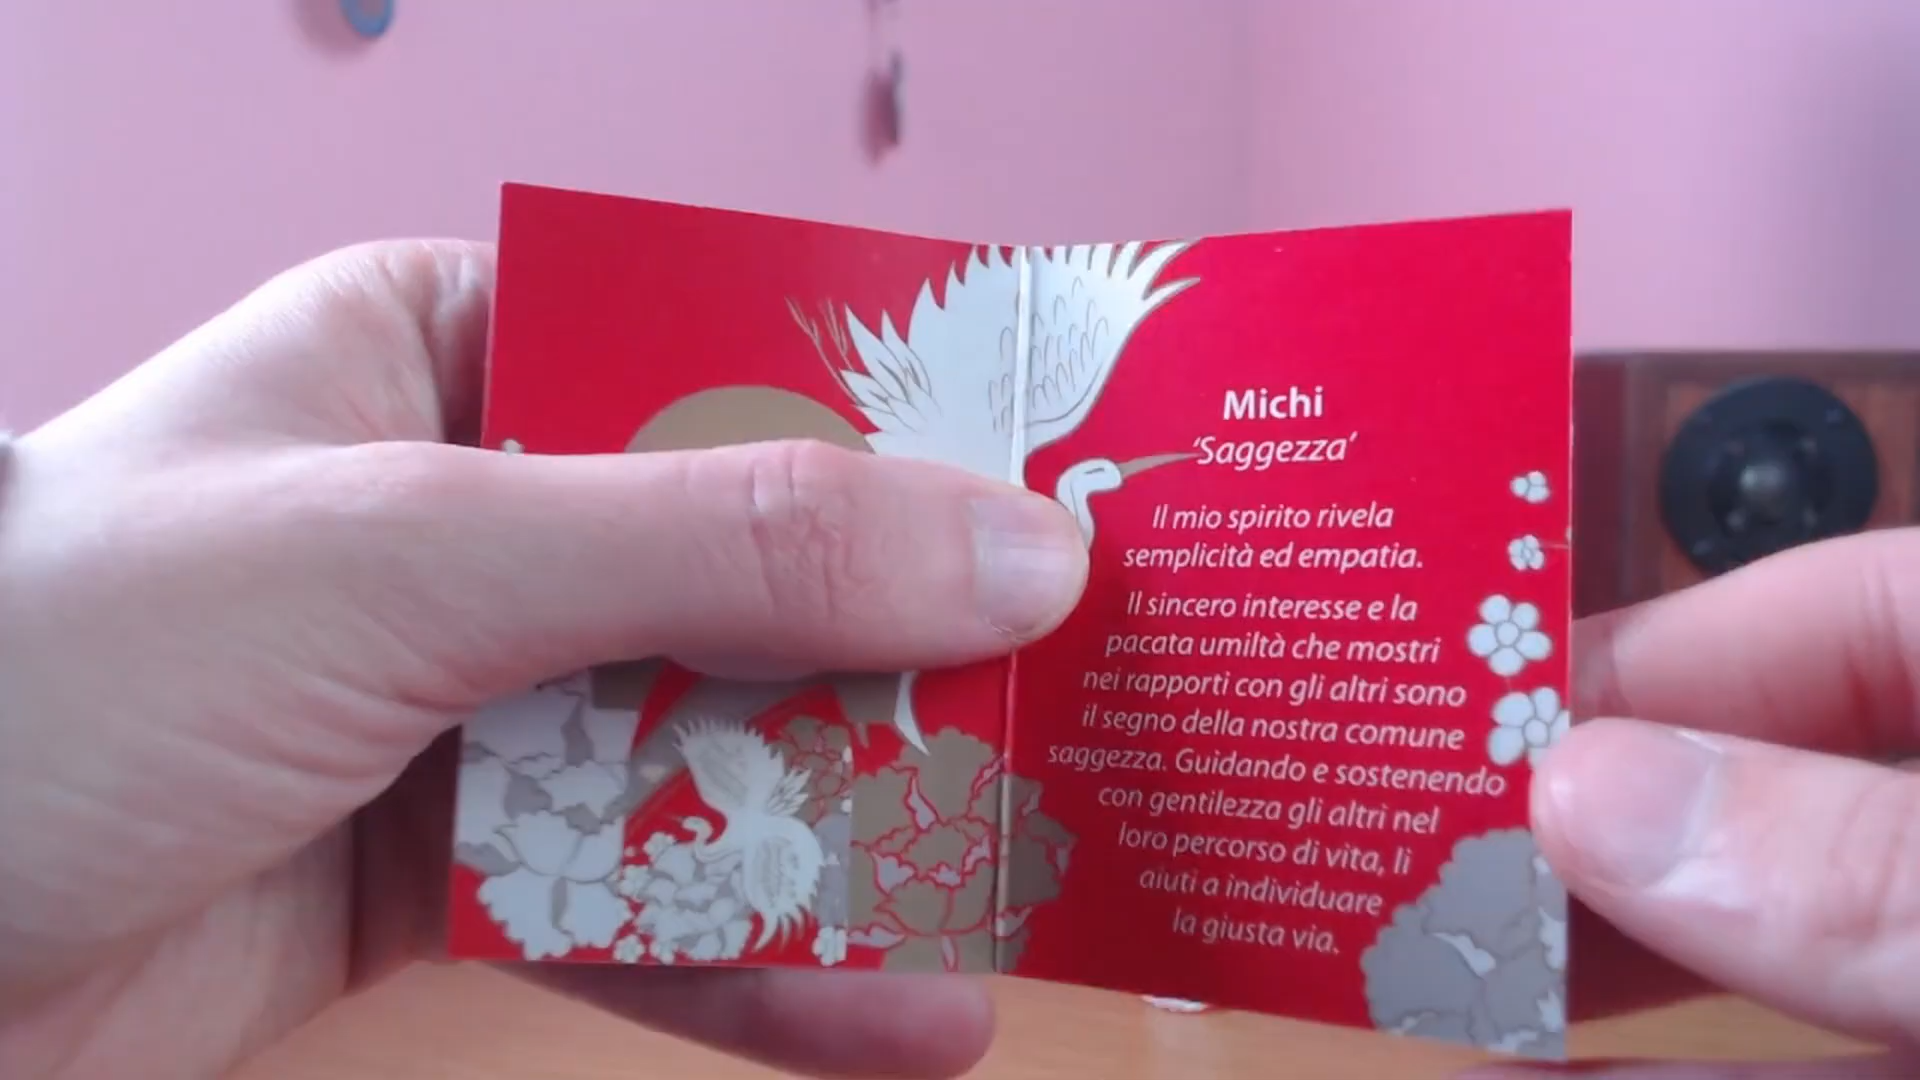 Michi
‘Saggezza’
Il mio spirito rivela
semplicità ed empatia.
Il sincero interesse e la
pacata umiltà che mostri
nei rapporti con gli altri sono
il segno della nostra comune
saggezza. Guidando e sostenendo
con gentilezza gli altri nel
loro percorso di vita, li
aiuti a individuare
la giusta via.